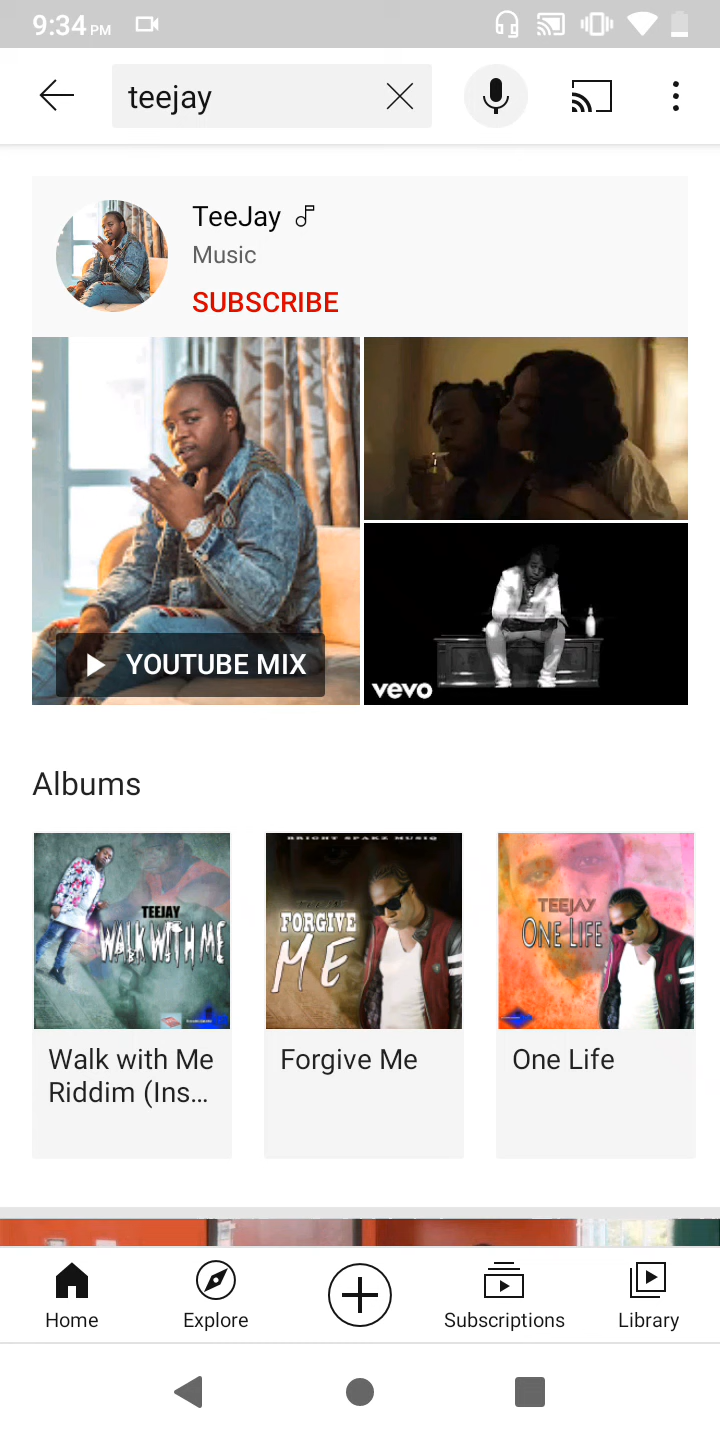 9:34 PM
teejay
TeeJay
Music
SUBSCRIBE
YOUTUBE MIX
vevo
Albums
TEEJAY
WALK WITH ME
BRIGHT SPARZ MUSIQ
FORGIVE
ME
TEEJAY
ONE LIFE
Walk with Me
Riddim (Ins...
Forgive Me
One Life
Home
Explore
Subscriptions
Library